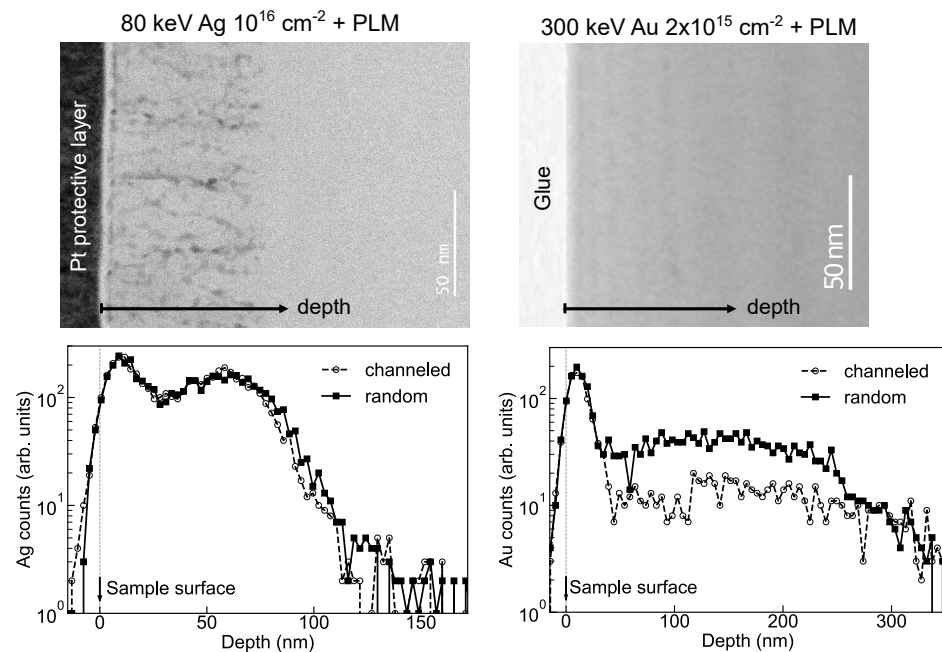 80 keV Ag 10¹⁶ cm⁻² + PLM
Pt protective layer
depth
50 nm
10²
10¹
10⁰
Ag counts (arb. units)
channeled
random
Sample surface
0
50
100
150
Depth (nm)
300 keV Au 2x10¹⁵ cm⁻² + PLM
Glue
depth
50 nm
10²
10¹
10⁰
Au counts (arb. units)
channeled
random
Sample surface
0
100
200
300
Depth (nm)